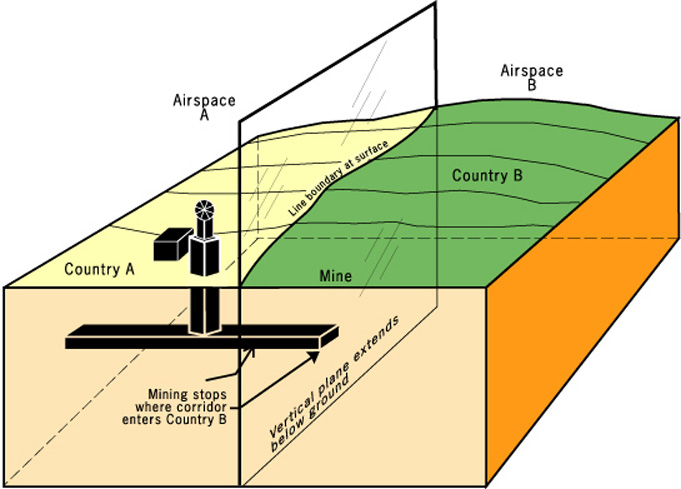 Airspace
A
Airspace
B
Line boundary at surface
Country B
Country A
Mine
Mining stops
where corridor
enters Country B
Vertical plane extends
below ground